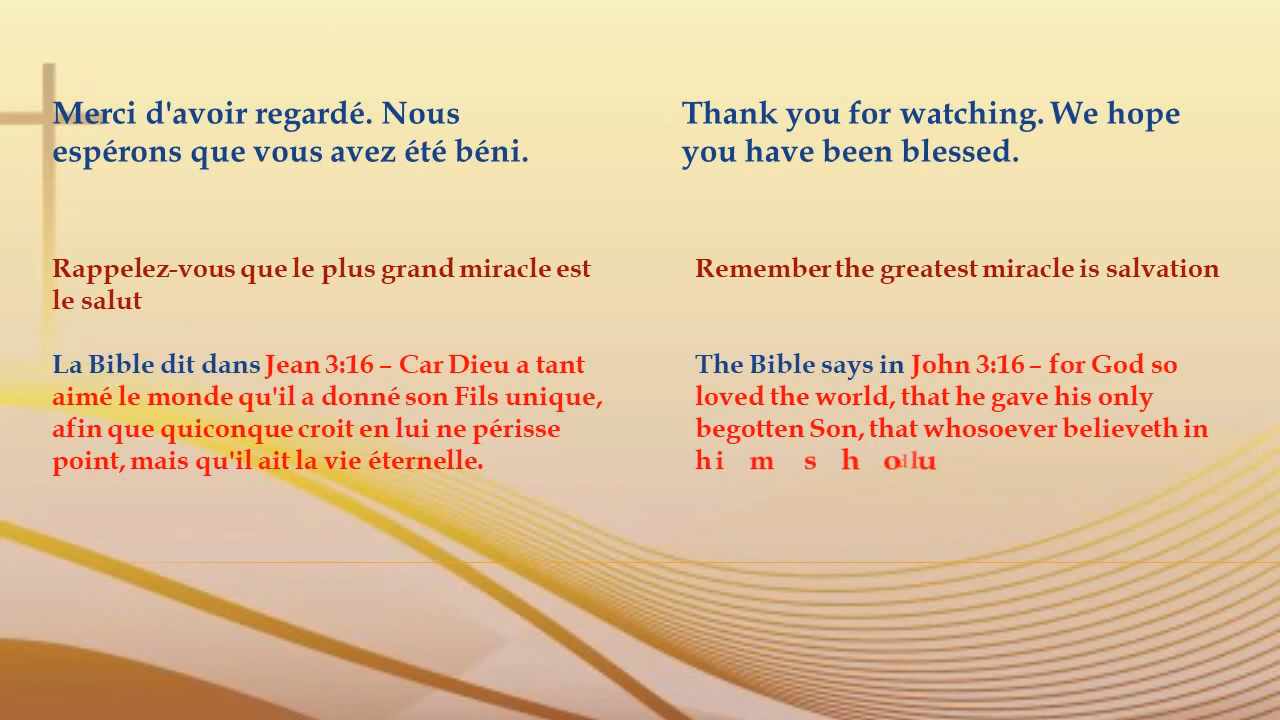 Merci d'avoir regardé. Nous
espérons que vous avez été béni.
Rappelez-vous que le plus grand miracle est
le salut
La Bible dit dans Jean 3:16 – Car Dieu a tant
aimé le monde qu'il a donné son Fils unique,
afin que quiconque croit en lui ne périsse
point, mais qu'il ait la vie éternelle.
Thank you for watching. We hope
you have been blessed.
Remember the greatest miracle is salvation
The Bible says in John 3:16 – for God so
loved the world, that he gave his only
begotten Son, that whosoever believeth in
him